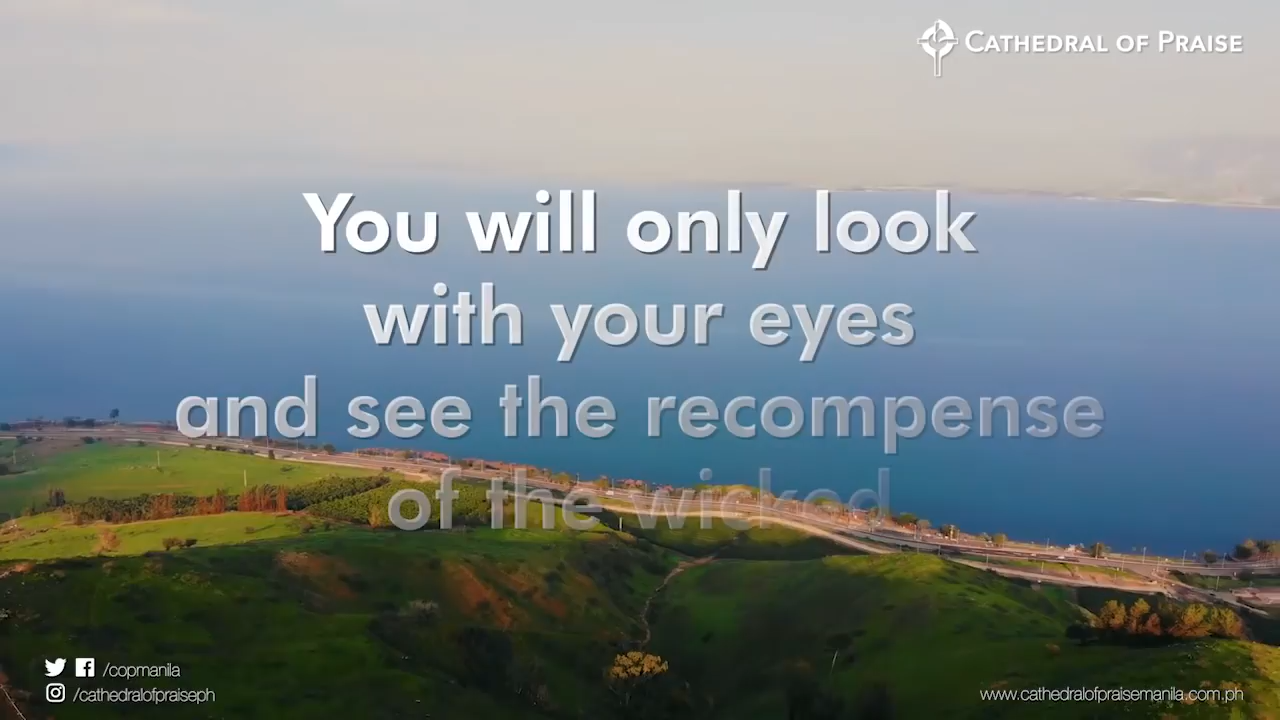 CATHEDRAL OF PRAISE
You will only look
with your eyes
and see the recompense
of the wicked
/copmanila
/cathedralofpraiseph
www.cathedralofpraisemanila.com.ph